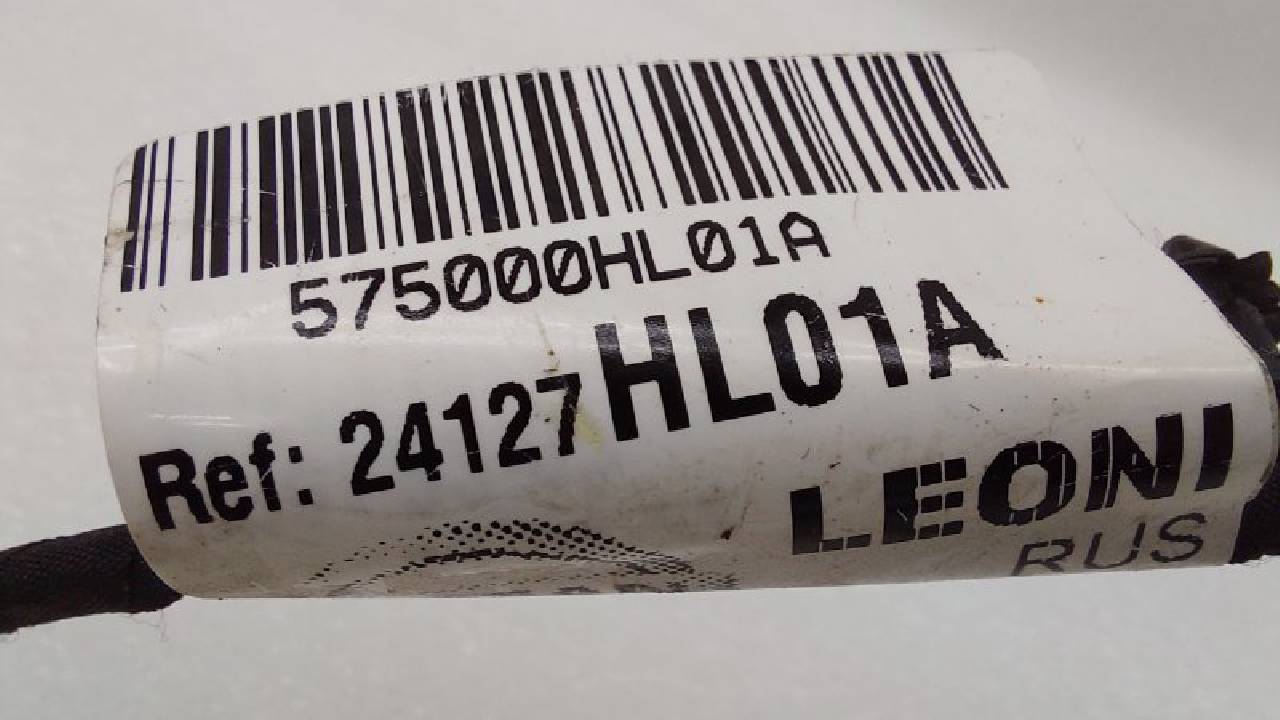 575000HL01A
Ref: 24127HL01A
LEONI
RUS